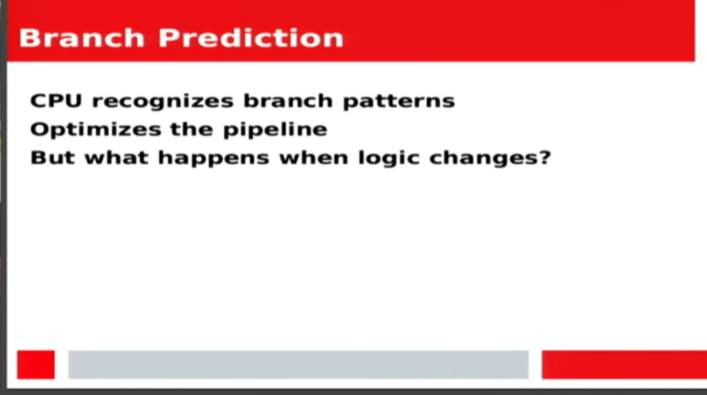 Branch Prediction
CPU recognizes branch patterns
Optimizes the pipeline
But what happens when logic changes?